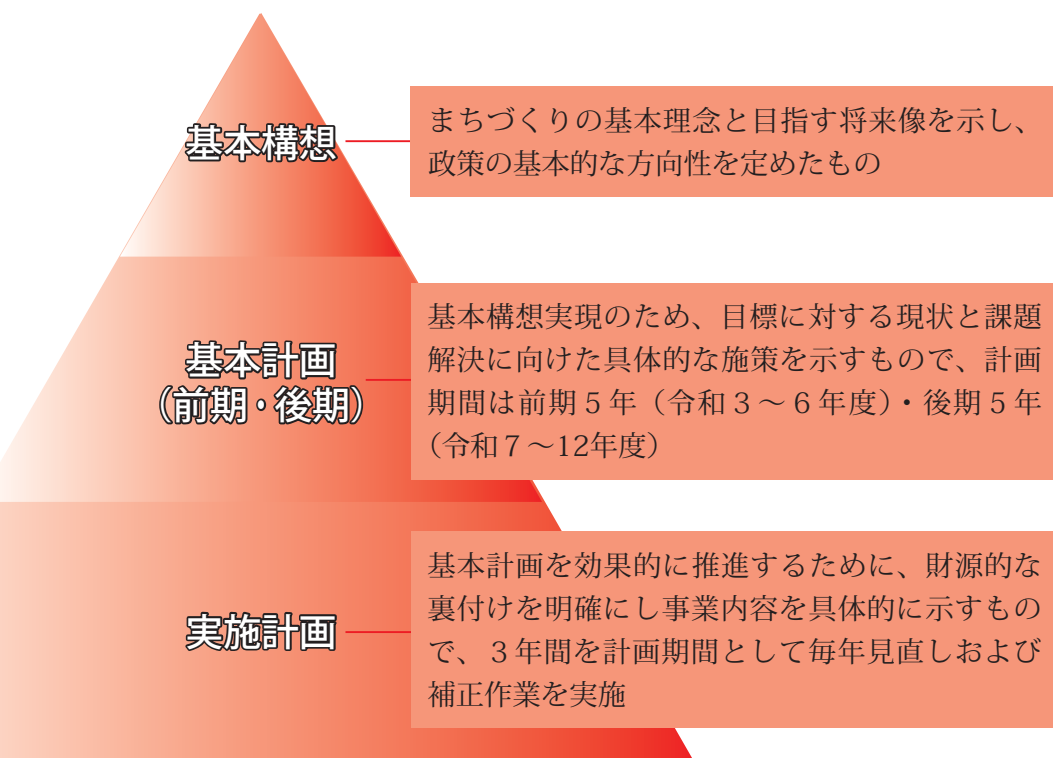 基本構想
まちづくりの基本理念と目指す将来像を示し、
政策の基本的な方向性を定めたもの
基本計画
（前期・後期）
基本構想実現のため、目標に対する現状と課題
解決に向けた具体的な施策を示すもので、計画
期間は前期５年（令和３～６年度）・後期５年
（令和７～12年度）
実施計画
基本計画を効果的に推進するために、財源的な
裏付けを明確にし事業内容を具体的に示すもの
で、３年間を計画期間として毎年見直しおよび
補正作業を実施